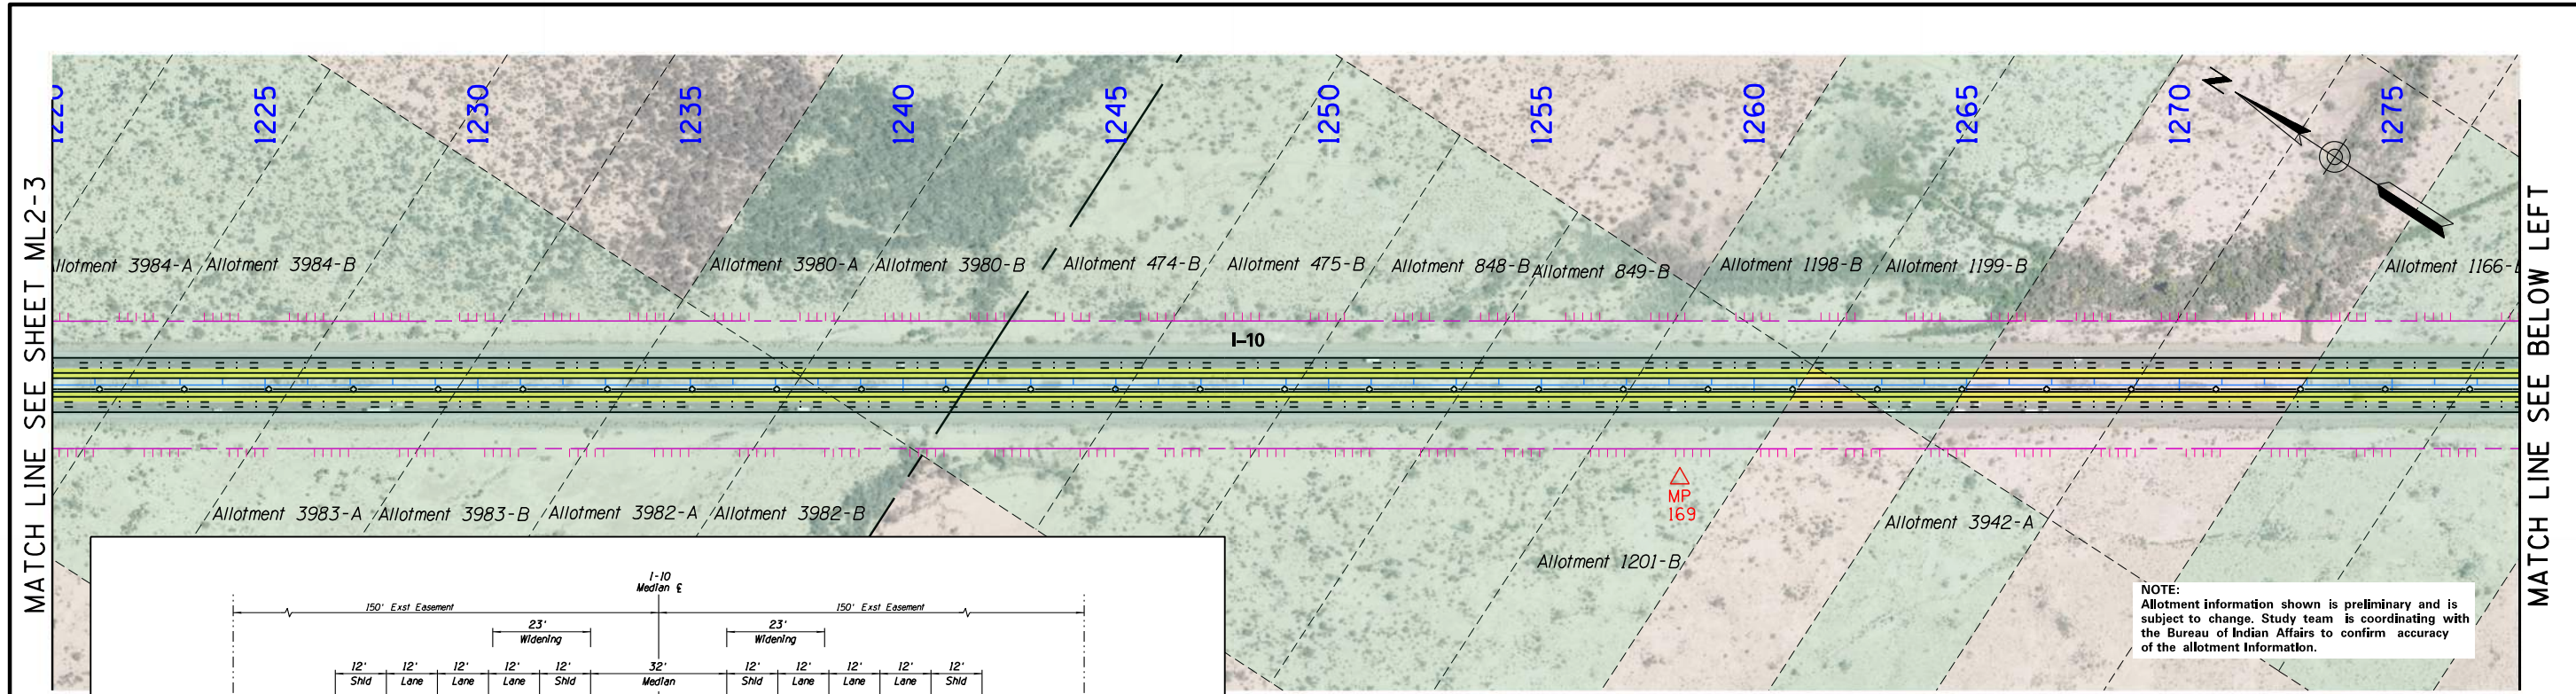 MATCH LINE SEE SHEET ML2-3
1220
1225
1230
1235
1240
1245
1250
1255
1260
1265
1270
1275
N
Allotment 3984-A
Allotment 3984-B
Allotment 3980-A
Allotment 3980-B
Allotment 474-B
Allotment 475-B
Allotment 848-B
Allotment 849-B
Allotment 1198-B
Allotment 1199-B
Allotment 1166-
I-10
MP
169
Allotment 3983-A
Allotment 3983-B
Allotment 3982-A
Allotment 3982-B
Allotment 1201-B
Allotment 3942-A
MATCH LINE SEE BELOW LEFT
NOTE:
Allotment information shown is preliminary and is
subject to change. Study team is coordinating with
the Bureau of Indian Affairs to confirm accuracy
of the allotment Information.
I-10
Median ℄
150' Exst Easement
150' Exst Easement
23'
Widening
23'
Widening
12' 12' 12' 12' 12' 32' 12' 12' 12' 12' 12'
Shld Lane Lane Lane Shld Median Shld Lane Lane Lane Shld